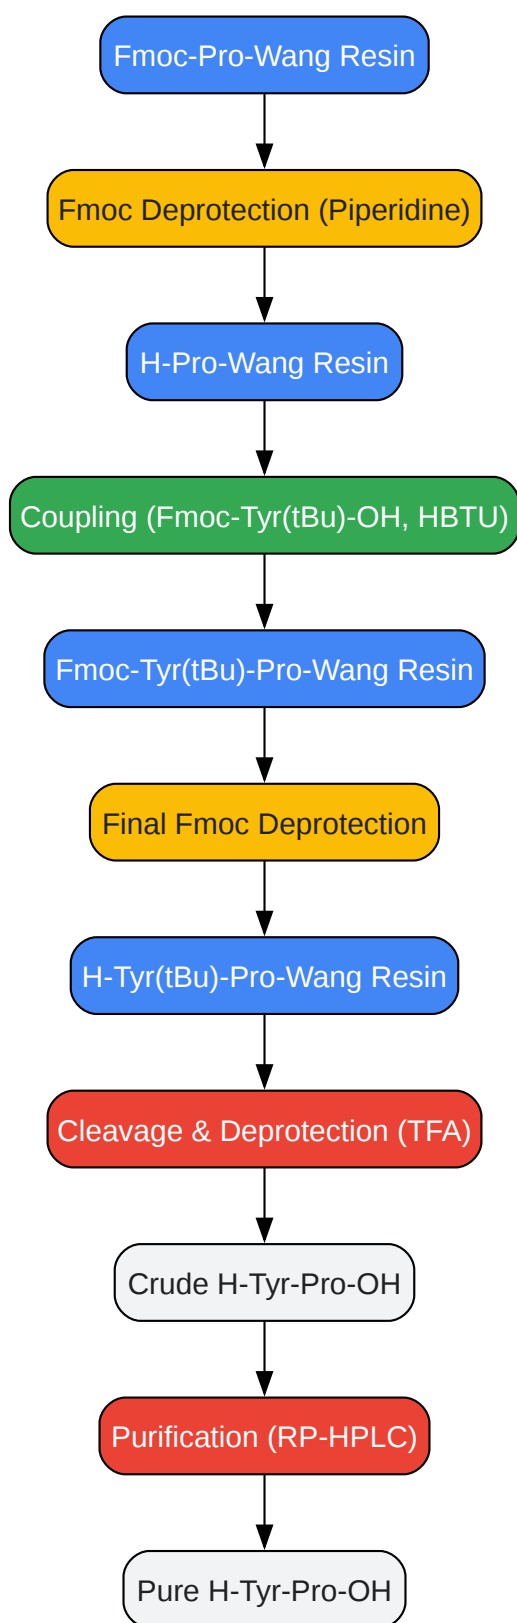 Fmoc-Pro-Wang Resin
Fmoc Deprotection (Piperidine)
H-Pro-Wang Resin
Coupling (Fmoc-Tyr(tBu)-OH, HBTU)
Fmoc-Tyr(tBu)-Pro-Wang Resin
Final Fmoc Deprotection
H-Tyr(tBu)-Pro-Wang Resin
Cleavage & Deprotection (TFA)
Crude H-Tyr-Pro-OH
Purification (RP-HPLC)
Pure H-Tyr-Pro-OH